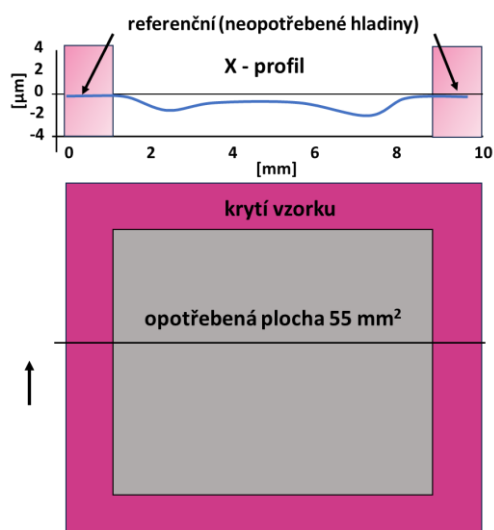 referenční (neopotřebené hladiny)
X - profil
[µm]
4
2
0
-2
-4
0 2 4 6 8 10
[mm]
krytí vzorku
opotřebená plocha 55 mm²